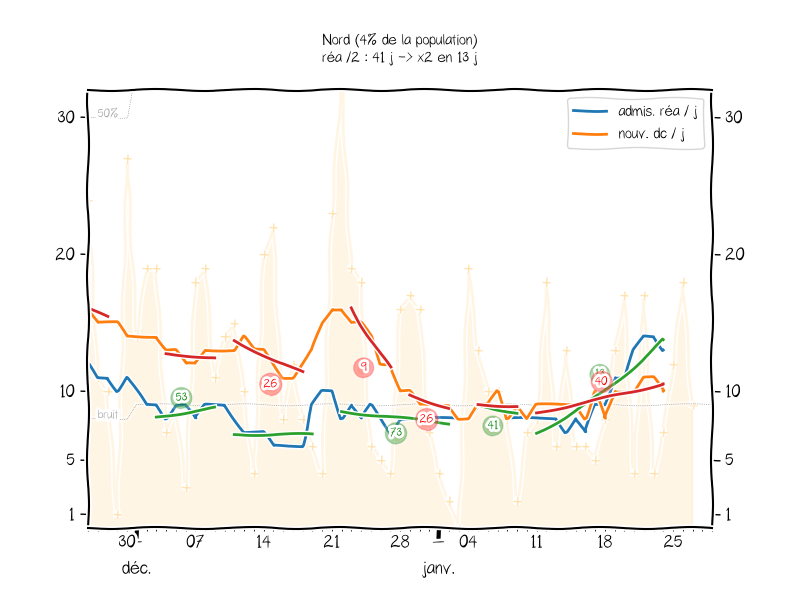 Nord (4% de la population)
réa /2 : 41 j -> x2 en 13 j
admis. réa / j
nouv. dc / j
50%
bruit
30
20
10
5
1
30
20
10
5
1
53
26
9
73
26
41
13
40
30 07 14 21 28 04 11 18 25
déc. janv.